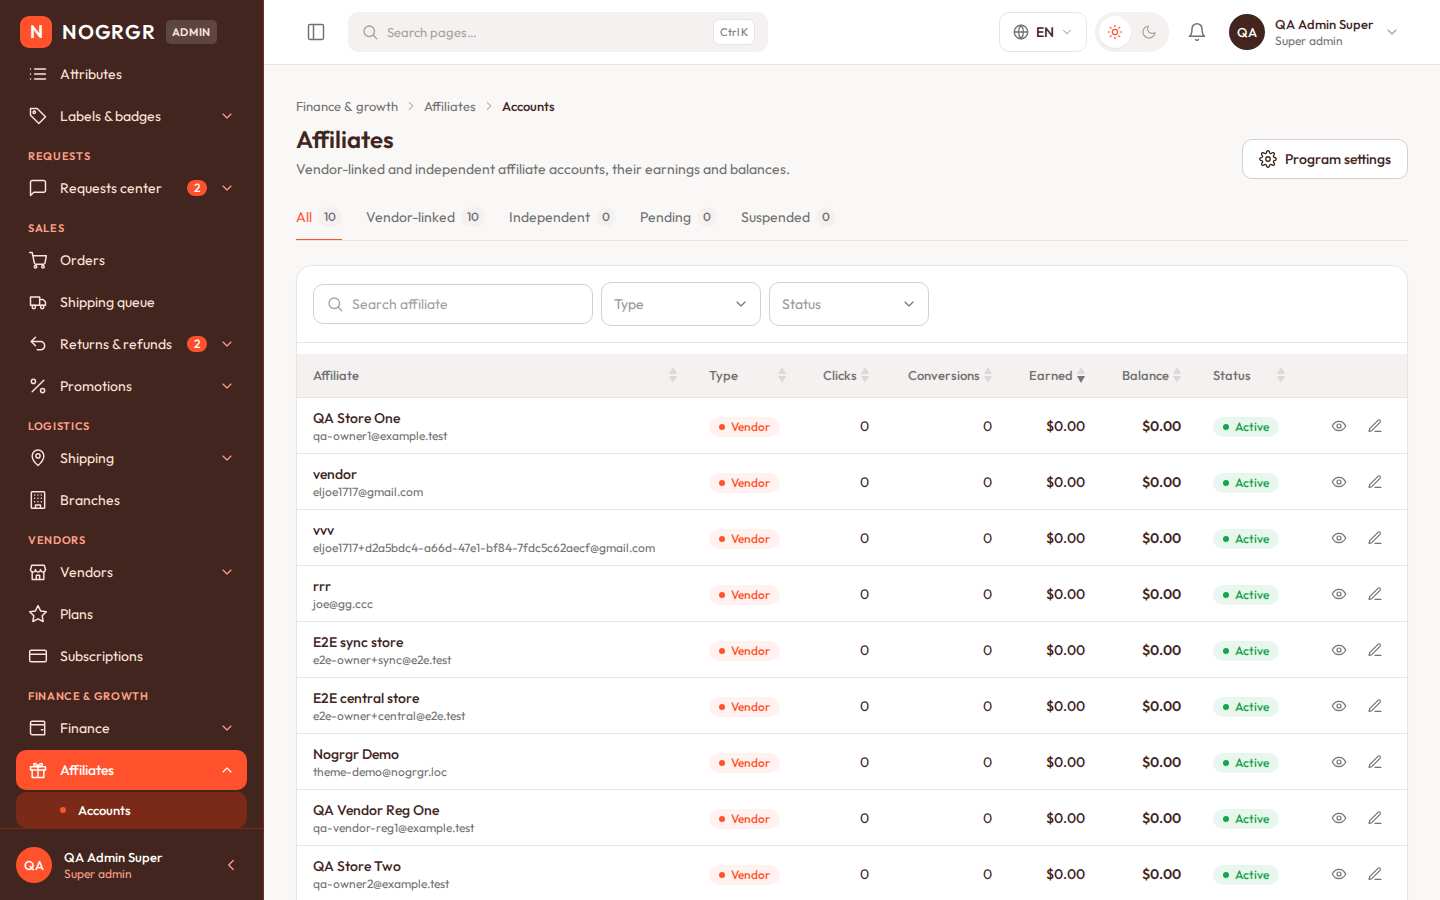 N NOGRGR ADMIN
Attributes
Labels & badges
REQUESTS
Requests center 2
SALES
Orders
Shipping queue
Returns & refunds 2
Promotions
LOGISTICS
Shipping
Branches
VENDORS
Vendors
Plans
Subscriptions
FINANCE & GROWTH
Finance
Affiliates
Accounts
QA QA Admin Super
Super admin
Search pages... Ctrl K
EN
QA QA Admin Super
Super admin
Finance & growth Affiliates Accounts
Affiliates
Vendor-linked and independent affiliate accounts, their earnings and balances.
Program settings
All 10 Vendor-linked 10 Independent 0 Pending 0 Suspended 0
Search affiliate Type Status
Affiliate Type Clicks Conversions Earned Balance Status
QA Store One
qa-owner1@example.test Vendor 0 0 $0.00 $0.00 Active
vendor
eljoe1717@gmail.com Vendor 0 0 $0.00 $0.00 Active
vvv
eljoe1717+d2a5bdc4-a66d-47e1-bf84-7fdc5c62aecf@gmail.com Vendor 0 0 $0.00 $0.00 Active
rrr
joe@gg.ccc Vendor 0 0 $0.00 $0.00 Active
E2E sync store
e2e-owner+sync@e2e.test Vendor 0 0 $0.00 $0.00 Active
E2E central store
e2e-owner+central@e2e.test Vendor 0 0 $0.00 $0.00 Active
Nogrgr Demo
theme-demo@nogrgr.loc Vendor 0 0 $0.00 $0.00 Active
QA Vendor Reg One
qa-vendor-reg1@example.test Vendor 0 0 $0.00 $0.00 Active
QA Store Two
qa-owner2@example.test Vendor 0 0 $0.00 $0.00 Active